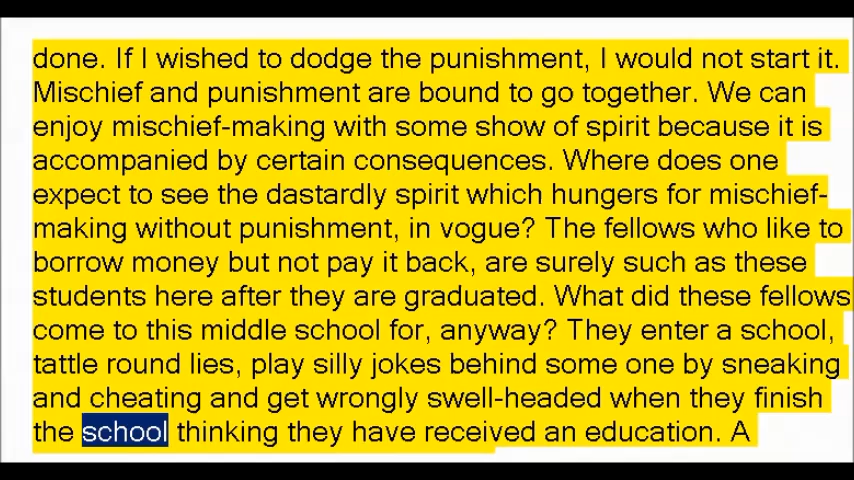 done. If I wished to dodge the punishment, I would not start it.
Mischief and punishment are bound to go together. We can
enjoy mischief-making with some show of spirit because it is
accompanied by certain consequences. Where does one
expect to see the dastardly spirit which hungers for mischief-
making without punishment, in vogue? The fellows who like to
borrow money but not pay it back, are surely such as these
students here after they are graduated. What did these fellows
come to this middle school for, anyway? They enter a school,
tattle round lies, play silly jokes behind some one by sneaking
and cheating and get wrongly swell-headed when they finish
the school thinking they have received an education. A